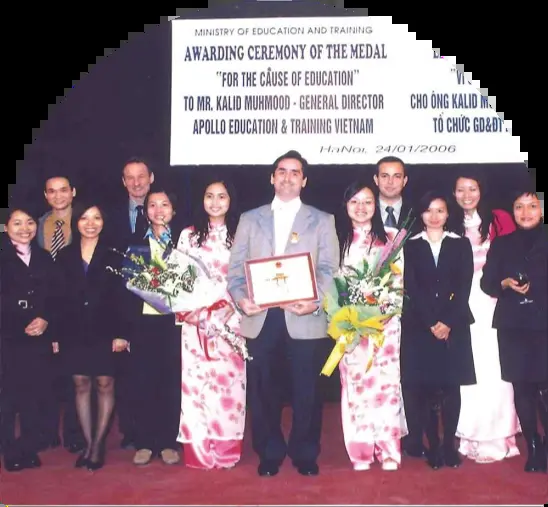 MINISTRY OF EDUCATION AND TRAINING
AWARDING CEREMONY OF THE MEDAL
"FOR THE CAUSE OF EDUCATION"
TO MR. KALID MUHMOOD - GENERAL DIRECTOR
APOLLO EDUCATION & TRAINING VIETNAM
CHO ÔNG KALID
TỔ CHỨC GD&ĐT
HaNoi, 24/01/2006